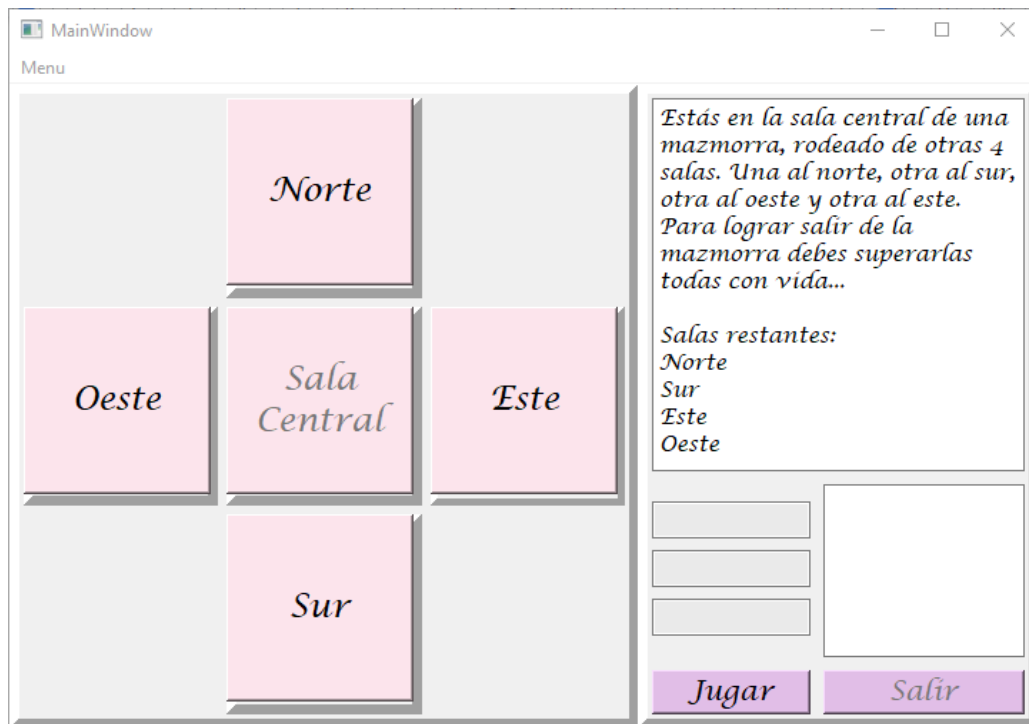 MainWindow
Menu
Norte
Oeste
Sala
Central
Este
Sur
Estás en la sala central de una
mazmorra, rodeado de otras 4
salas. Una al norte, otra al sur,
otra al oeste y otra al este.
Para lograr salir de la
mazmorra debes superarlas
todas con vida...
Salas restantes:
Norte
Sur
Este
Oeste
Jugar
Salir